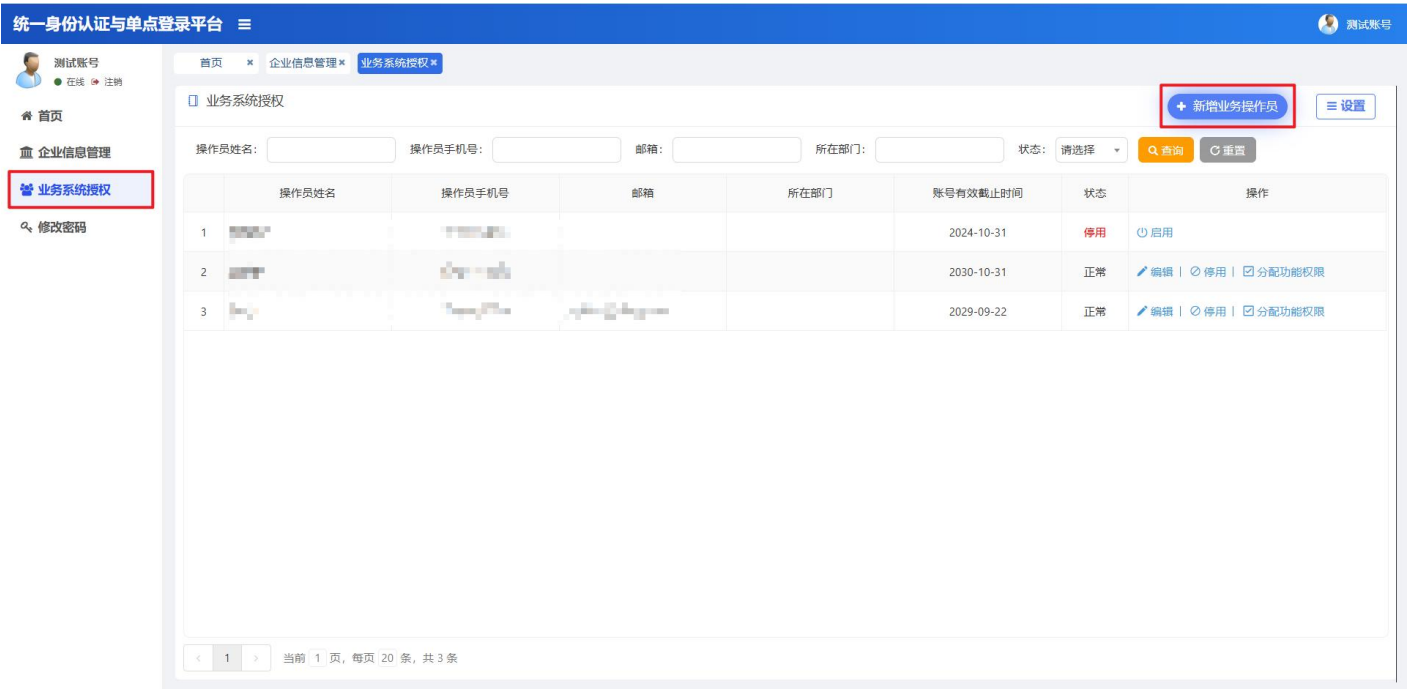 统一身份认证与单点登录平台
测试账号
测试账号
在线 注销
首页
企业信息管理
业务系统授权
修改密码
首页 × 企业信息管理× 业务系统授权×
业务系统授权
+ 新增业务操作员
设置
操作员姓名: 操作员手机号: 邮箱: 所在部门: 状态: 请选择 查询 重置
操作员姓名 操作员手机号 邮箱 所在部门 账号有效截止时间 状态 操作
1 2024-10-31 停用 启用
2 2030-10-31 正常 编辑 | 停用 | 分配功能权限
3 2029-09-22 正常 编辑 | 停用 | 分配功能权限
< 1 > 当前 1 页, 每页 20 条, 共 3 条